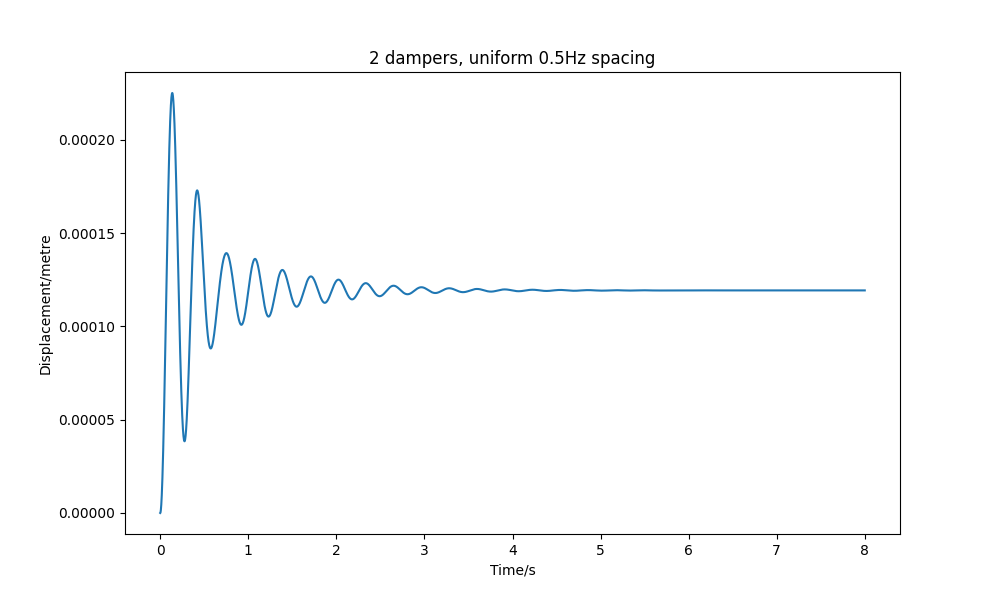 2 dampers, uniform 0.5Hz spacing
Displacement/metre
0.00020
0.00015
0.00010
0.00005
0.00000
0 1 2 3 4 5 6 7 8
Time/s